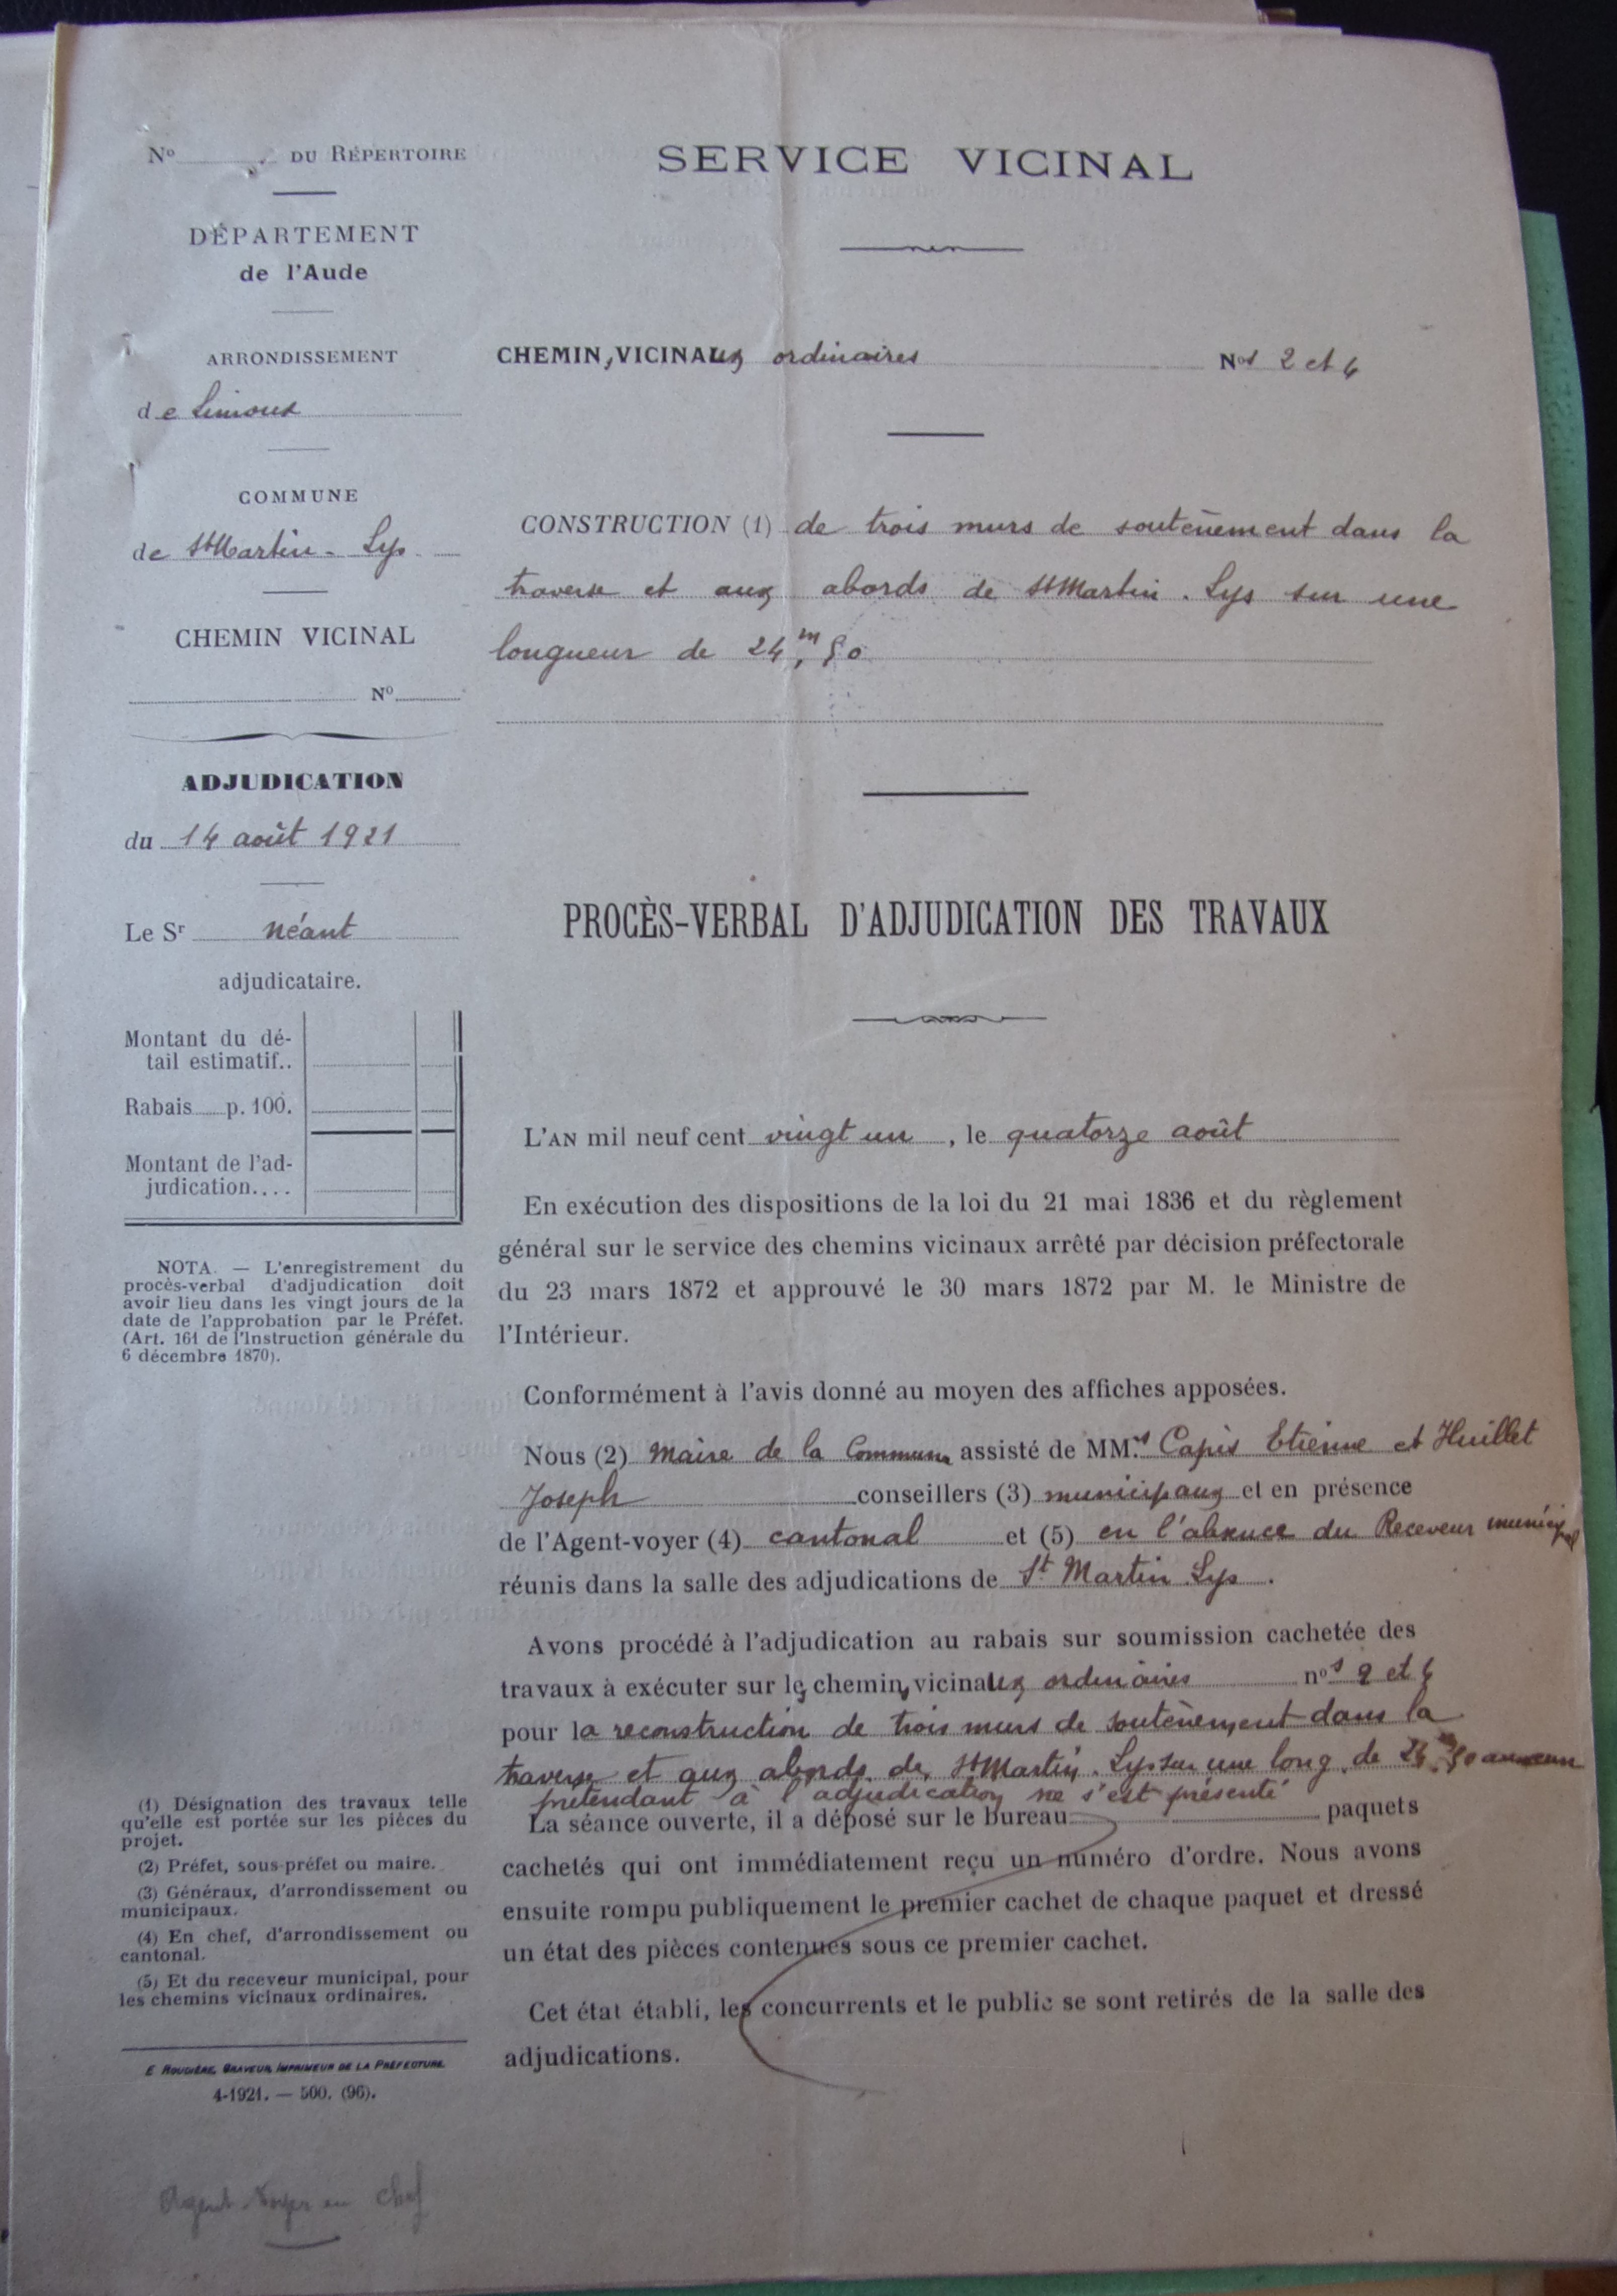 N° DU RÉPERTOIRE
DÉPARTEMENT
de l'Aude
ARRONDISSEMENT
de Limoux
COMMUNE
de St Martin-Lys
CHEMIN VICINAL
N°
ADJUDICATION
du 14 août 1921
Le Sr néant
adjudicataire.
Montant du dé-
tail estimatif..
Rabais p. 100.
Montant de l'ad-
judication....
NOTA. — L'enregistrement du
procès-verbal d'adjudication doit
avoir lieu dans les vingt jours de la
date de l'approbation par le Préfet.
(Art. 161 de l'Instruction générale du
6 décembre 1870).
(1) Désignation des travaux telle
qu'elle est portée sur les pièces du
projet.
(2) Préfet, sous-préfet ou maire.
(3) Généraux, d'arrondissement ou
municipaux.
(4) En chef, d'arrondissement ou
cantonal.
(5) Et du receveur municipal, pour
les chemins vicinaux ordinaires.
E. ROUDIÈRE, GRAVEUR IMPRIMEUR DE LA PRÉFECTURE.
4-1921. — 500. (96).
Agent-Voyer en chef
SERVICE VICINAL
CHEMINs VICINAux ordinaires Nos 2 et 4
CONSTRUCTION (1) de trois murs de soutènement dans la
traverse et aux abords de St Martin-Lys sur une
longueur de 24m,50
PROCÈS-VERBAL D'ADJUDICATION DES TRAVAUX
L'AN mil neuf cent vingt un, le quatorze août
En exécution des dispositions de la loi du 21 mai 1836 et du règlement
général sur le service des chemins vicinaux arrêté par décision préfectorale
du 23 mars 1872 et approuvé le 30 mars 1872 par M. le Ministre de
l'Intérieur.
Conformément à l'avis donné au moyen des affiches apposées.
Nous (2) Maire de la Commune assisté de MM.rs Capis Etienne et Huillet
Joseph conseillers (3) municipaux et en présence
de l'Agent-voyer (4) cantonal et (5) en l'absence du Receveur municipal
réunis dans la salle des adjudications de St Martin Lys.
Avons procédé à l'adjudication au rabais sur soumission cachetée des
travaux à exécuter sur les chemins vicinaux ordinaires nos 2 et 4
pour la reconstruction de trois murs de soutènement dans la
traverse et aux abords de St Martin-Lys sur une long. de 24m,50 aucun
prétendant à l'adjudication ne s'est présenté
La séance ouverte, il a déposé sur le bureau paquets
cachetés qui ont immédiatement reçu un numéro d'ordre. Nous avons
ensuite rompu publiquement le premier cachet de chaque paquet et dressé
un état des pièces contenues sous ce premier cachet.
Cet état établi, les concurrents et le public se sont retirés de la salle des
adjudications.